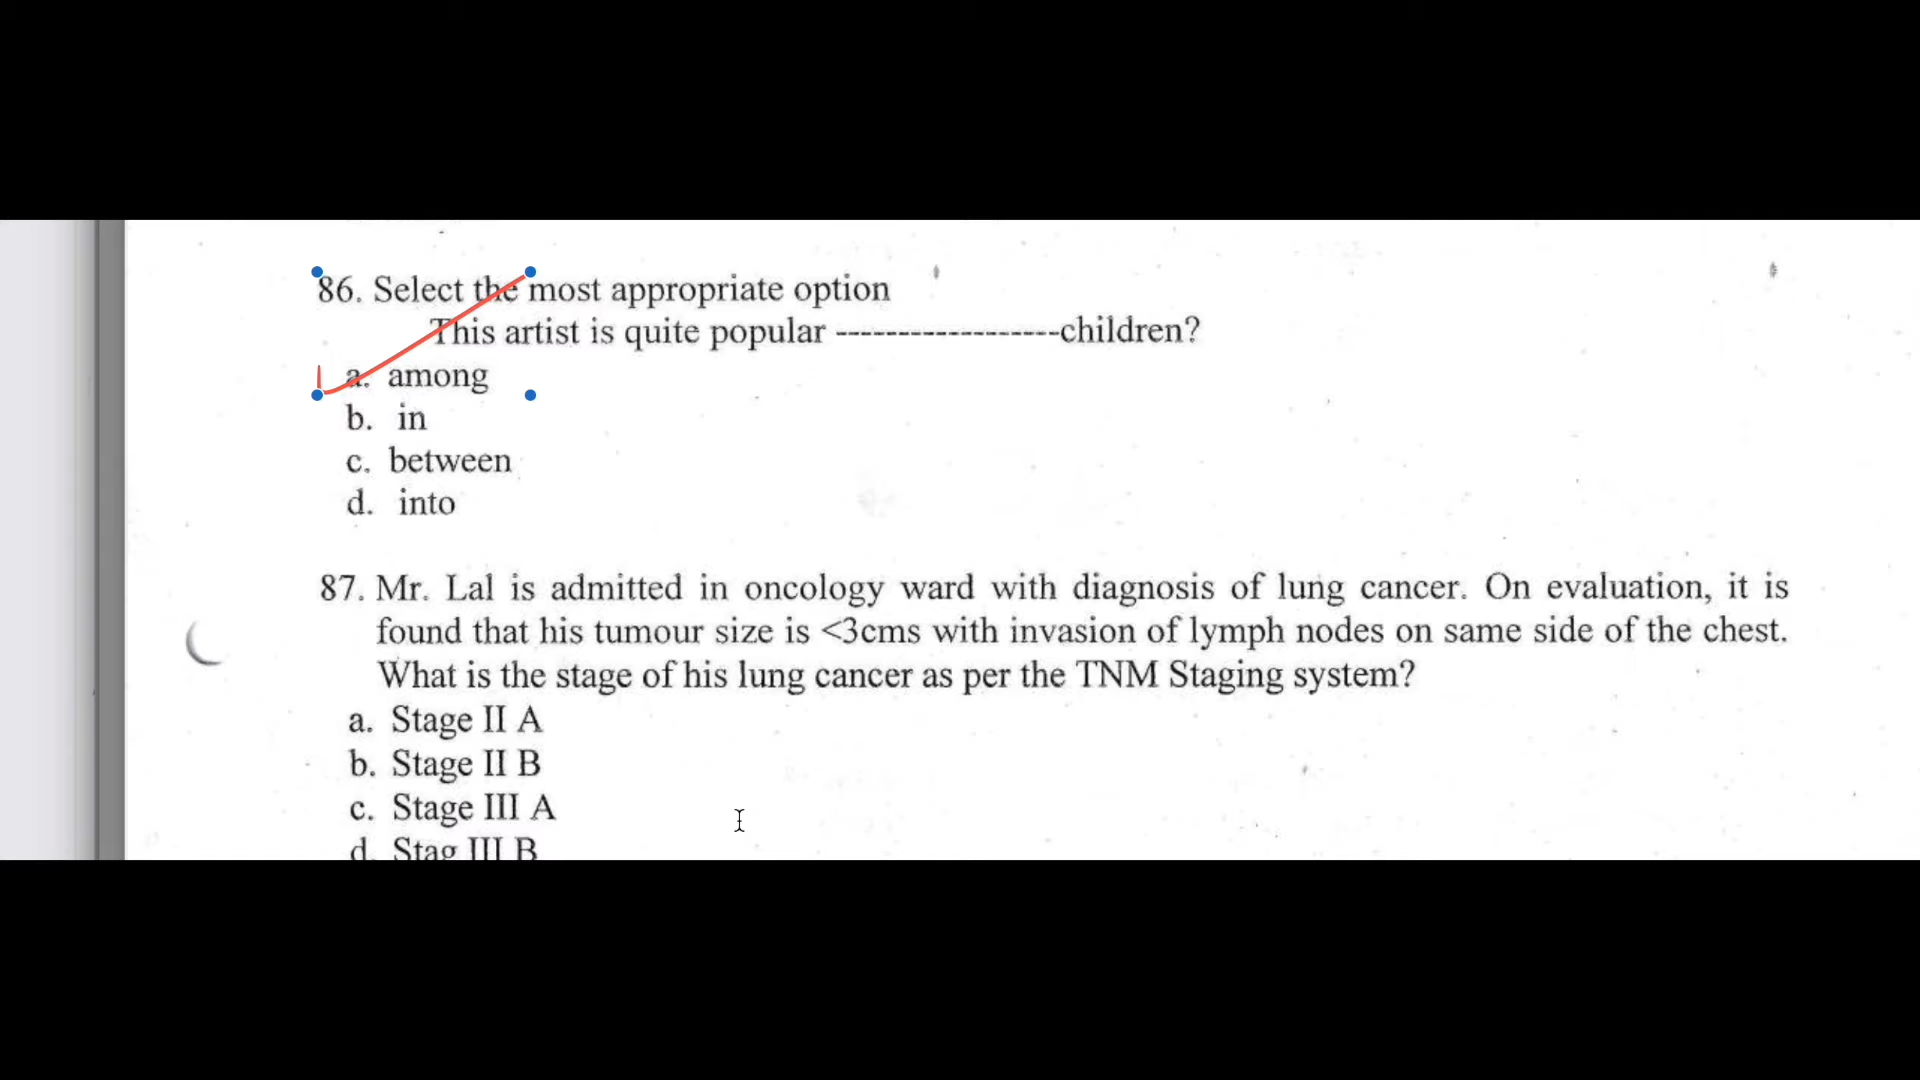 86. Select the most appropriate option
This artist is quite popular ------------------children?
a. among
b. in
c. between
d. into
87. Mr. Lal is admitted in oncology ward with diagnosis of lung cancer. On evaluation, it is
found that his tumour size is <3cms with invasion of lymph nodes on same side of the chest.
What is the stage of his lung cancer as per the TNM Staging system?
a. Stage II A
b. Stage II B
c. Stage III A
d. Stag III B